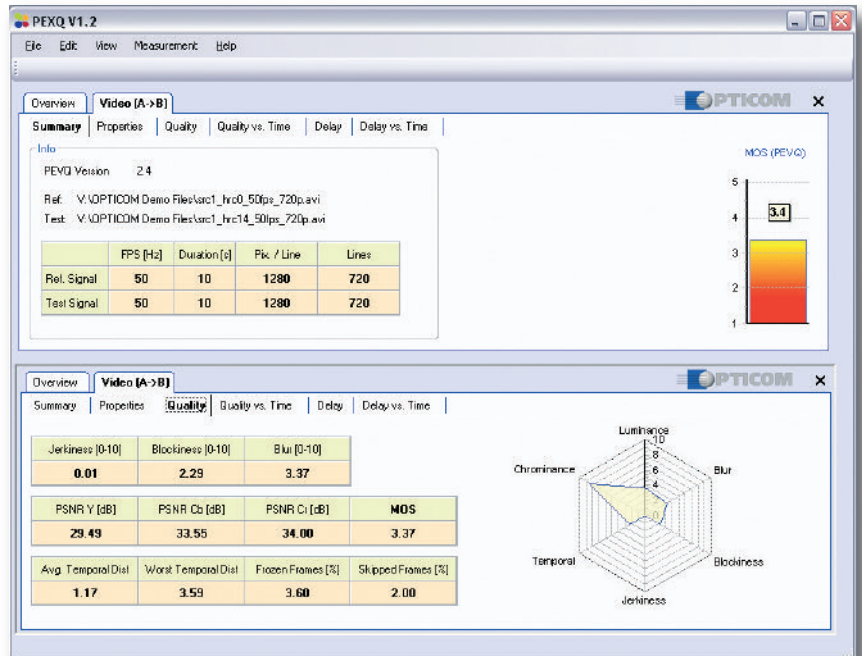 PEXQ V1.2
File Edit View Measurement Help
Overview Video (A->B) OPTICOM
Summary Properties Quality Quality vs. Time Delay Delay vs. Time
Info
MOS (PEVQ)
PEVQ Version 2.4
Ref: V:\OPTICOM Demo Files\src1_hrc0_50fps_720p.avi
Test: V:\OPTICOM Demo Files\src1_hrc14_50fps_720p.avi
FPS [Hz] Duration [s] Pix. / Line Lines
Ref. Signal 50 10 1280 720
Test Signal 50 10 1280 720
5
4
3
2
1
3.4
Overview Video (A->B) OPTICOM
Summary Properties Quality Quality vs. Time Delay Delay vs. Time
Jerkiness [0-10] Blockiness [0-10] Blur [0-10]
0.01 2.29 3.37
PSNR Y [dB] PSNR Cb [dB] PSNR Cr [dB] MOS
29.49 33.55 34.00 3.37
Avg. Temporal Dist Worst Temporal Dist Frozen Frames [%] Skipped Frames [%]
1.17 3.59 3.60 2.00
Luminance
10
8
6
4
2
0
Chrominance
Blur
Temporal
Blockiness
Jerkiness